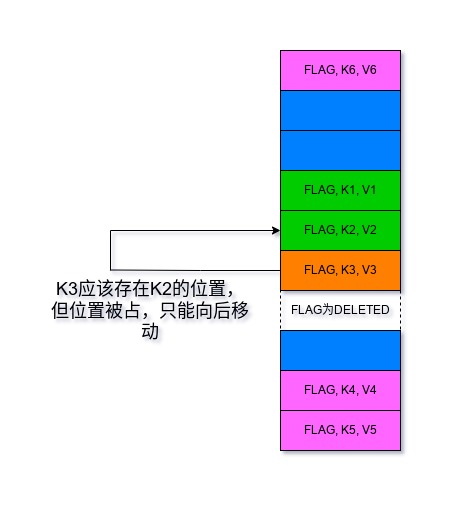 FLAG, K6, V6
FLAG, K1, V1
FLAG, K2, V2
FLAG, K3, V3
K3应该存在K2的位置，
但位置被占，只能向后移
动
FLAG为DELETED
FLAG, K4, V4
FLAG, K5, V5